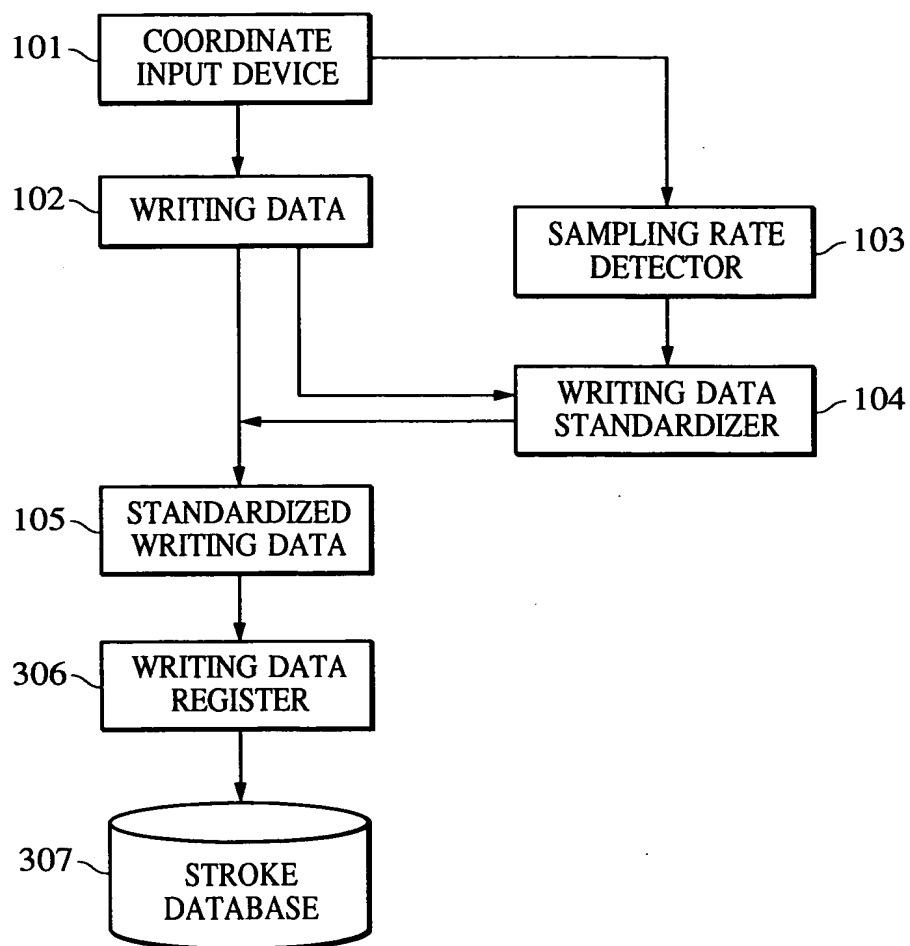 101
COORDINATE
INPUT DEVICE
102
WRITING DATA
SAMPLING RATE
DETECTOR
103
WRITING DATA
STANDARDIZER
104
105
STANDARDIZED
WRITING DATA
306
WRITING DATA
REGISTER
307
STROKE
DATABASE